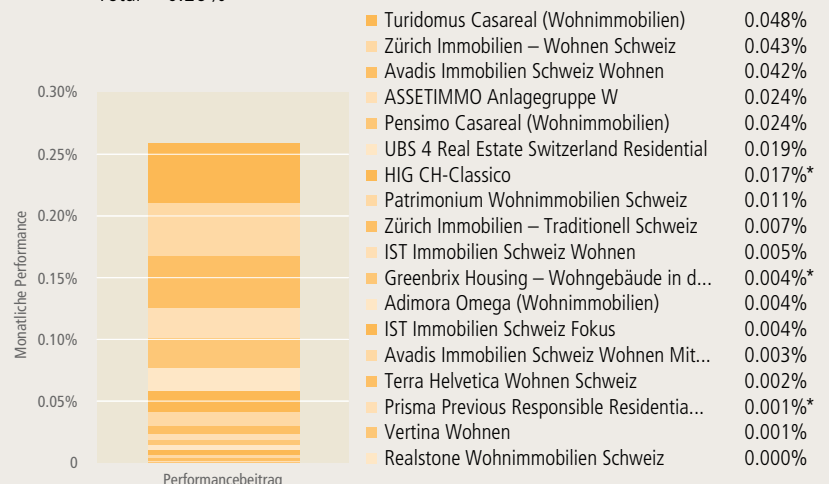 Turidomus Casareal (Wohnimmobilien) 0.048%
Zürich Immobilien – Wohnen Schweiz 0.043%
Avadis Immobilien Schweiz Wohnen 0.042%
ASSETIMMO Anlagegruppe W 0.024%
Pensimo Casareal (Wohnimmobilien) 0.024%
UBS 4 Real Estate Switzerland Residential 0.019%
HIG CH-Classico 0.017%*
Patrimonium Wohnimmobilien Schweiz 0.011%
Zürich Immobilien – Traditionell Schweiz 0.007%
IST Immobilien Schweiz Wohnen 0.005%
Greenbrix Housing – Wohngebäude in d... 0.004%*
Adimora Omega (Wohnimmobilien) 0.004%
IST Immobilien Schweiz Fokus 0.004%
Avadis Immobilien Schweiz Wohnen Mit... 0.003%
Terra Helvetica Wohnen Schweiz 0.002%
Prisma Previous Responsible Residentia... 0.001%*
Vertina Wohnen 0.001%
Realstone Wohnimmobilien Schweiz 0.000%
Monatliche Performance
0.30%
0.25%
0.20%
0.15%
0.10%
0.05%
0
Performancebeitrag